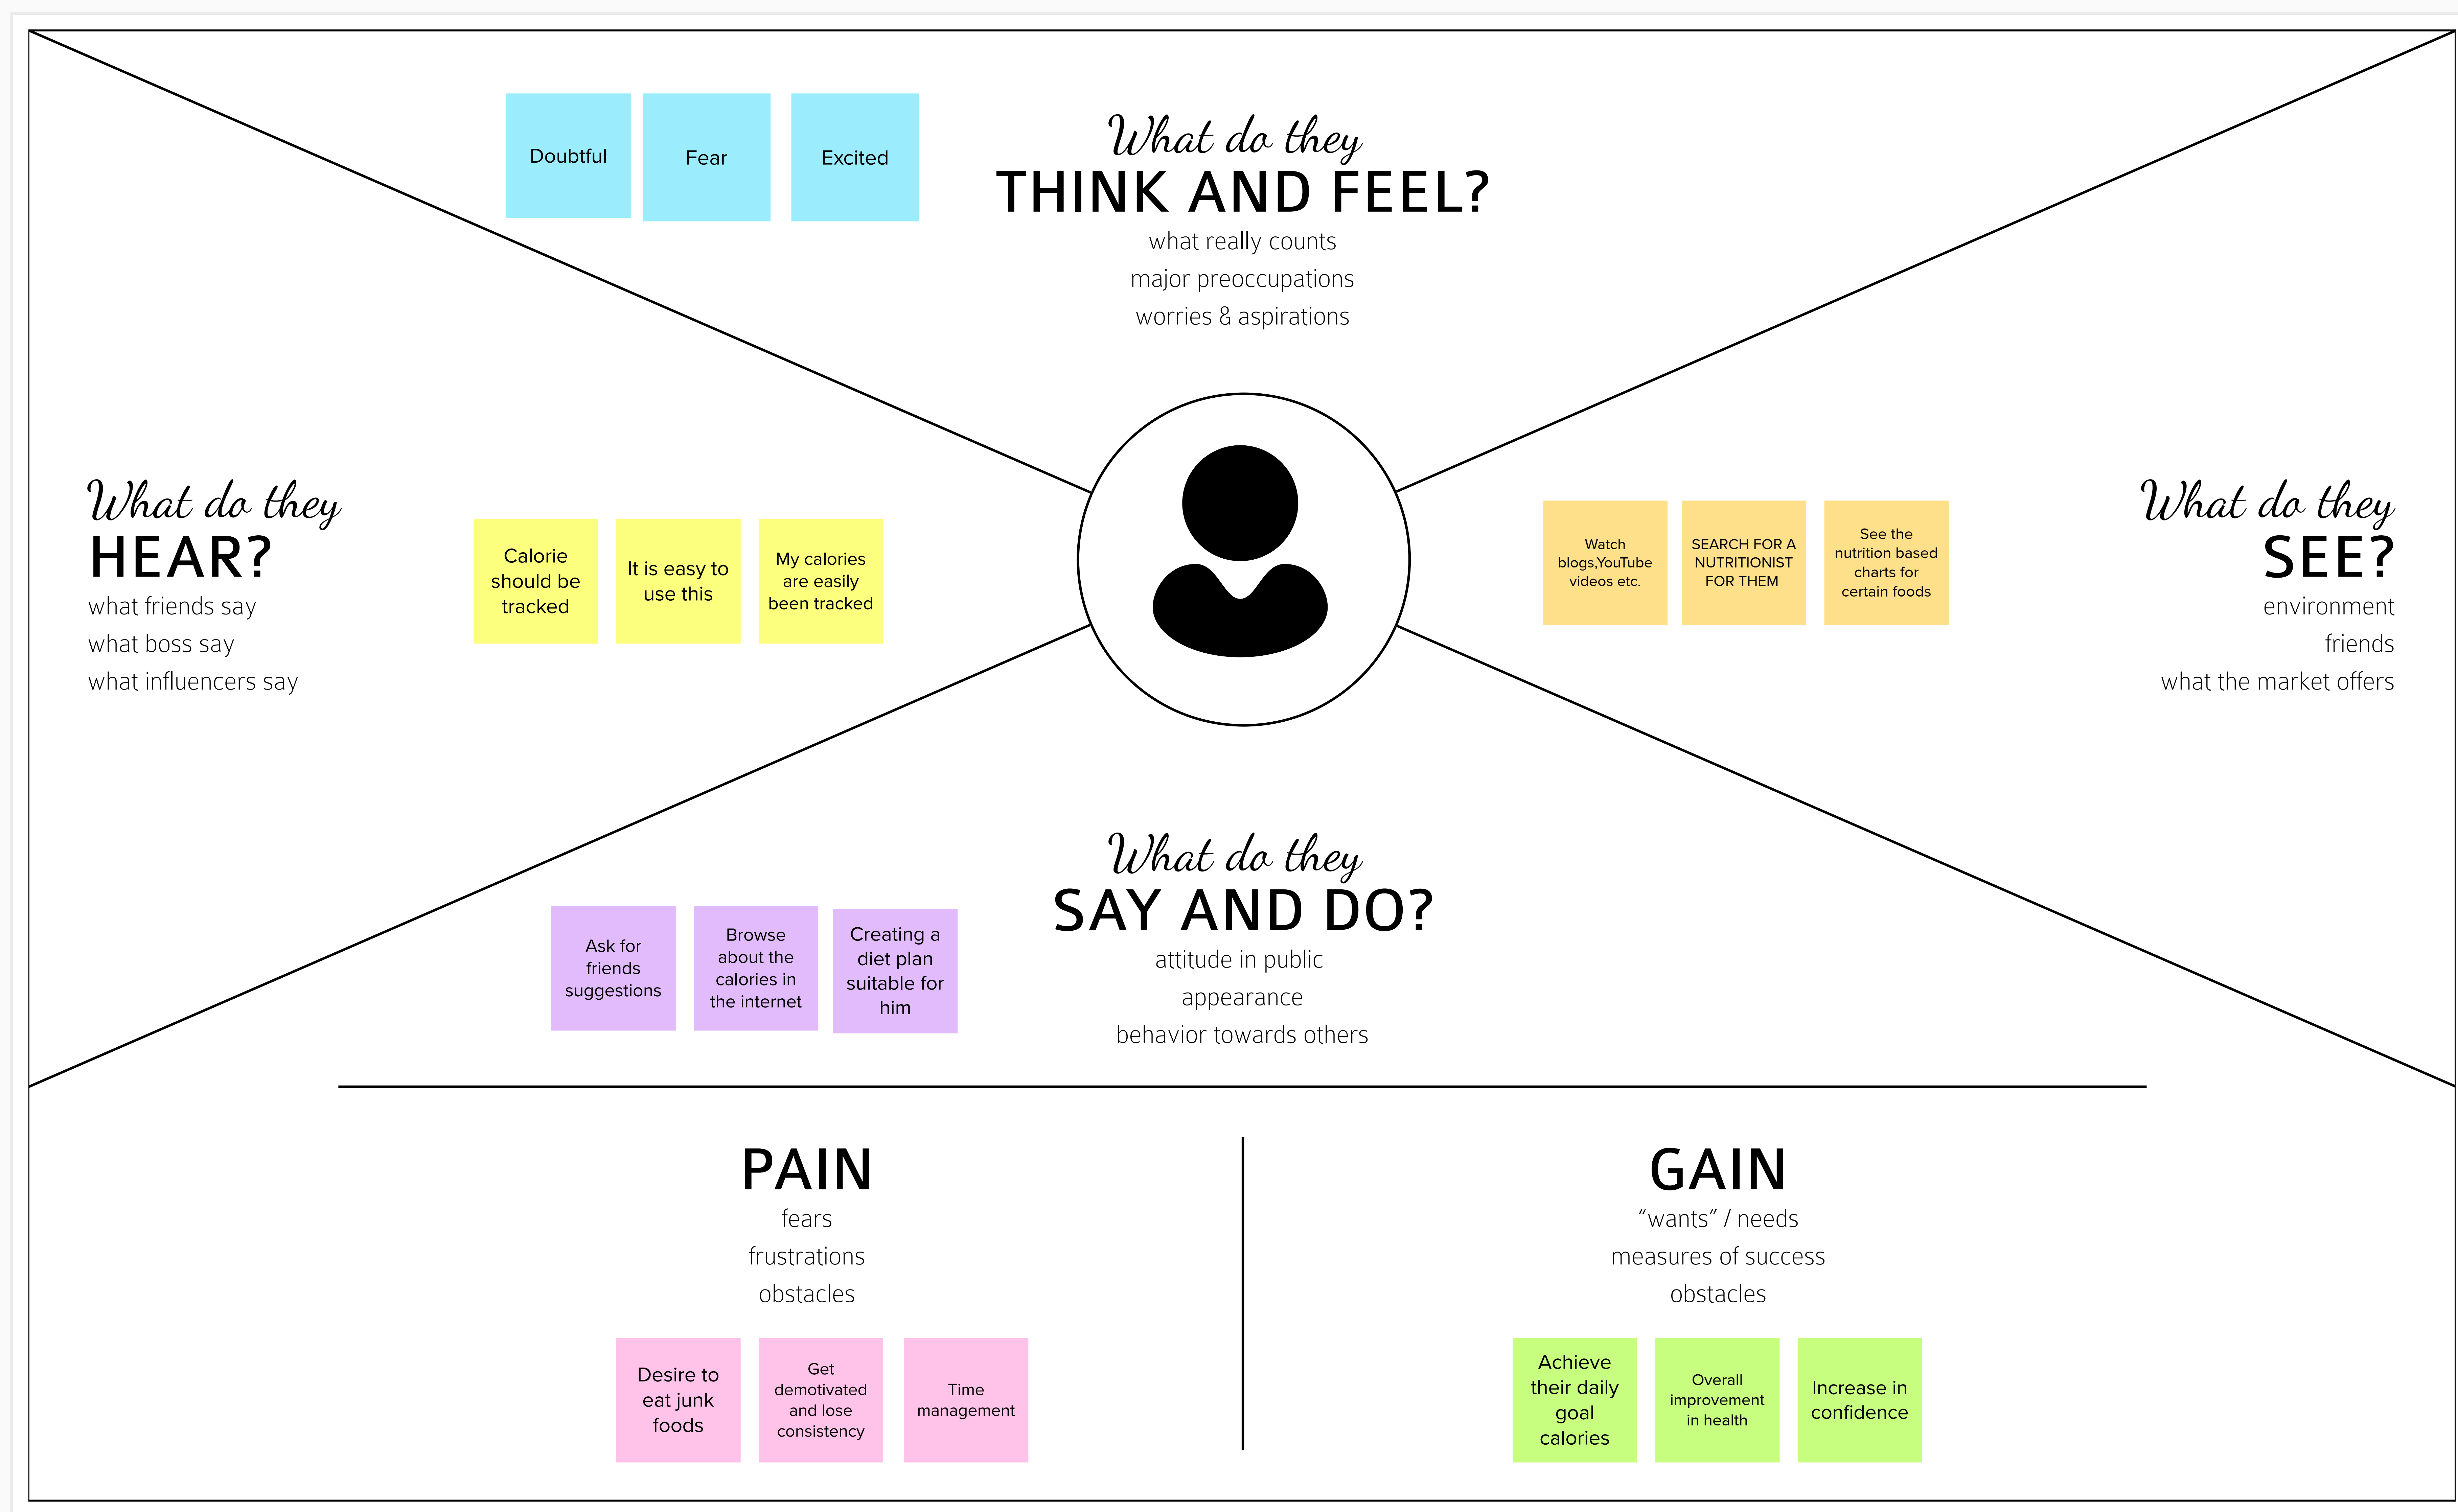 Doubtful
Fear
Excited
What do they
THINK AND FEEL?
what really counts
major preoccupations
worries & aspirations
What do they
HEAR?
what friends say
what boss say
what influencers say
Calorie
should be
tracked
It is easy to
use this
My calories
are easily
been tracked
Watch
blogs,YouTube
videos etc.
SEARCH FOR A
NUTRITIONIST
FOR THEM
See the
nutrition based
charts for
certain foods
What do they
SEE?
environment
friends
what the market offers
What do they
SAY AND DO?
attitude in public
appearance
behavior towards others
Ask for
friends
suggestions
Browse
about the
calories in
the internet
Creating a
diet plan
suitable for
him
PAIN
fears
frustrations
obstacles
Desire to
eat junk
foods
Get
demotivated
and lose
consistency
Time
management
GAIN
“wants” / needs
measures of success
obstacles
Achieve
their daily
goal
calories
Overall
improvement
in health
Increase in
confidence